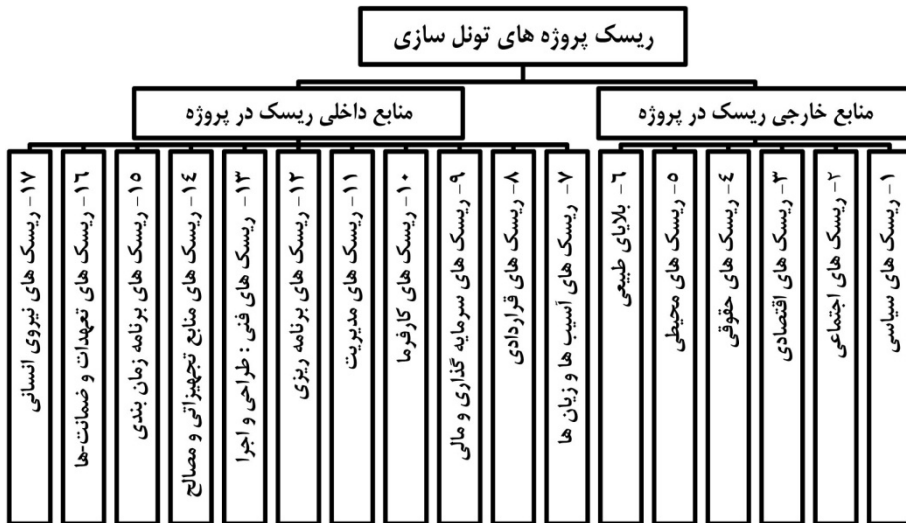 ریسک پروژه های تونل سازی
منابع خارجی ریسک در پروژه
منابع داخلی ریسک در پروژه
۱- ریسک های سیاسی
۲- ریسک های اجتماعی
۳- ریسک های اقتصادی
۴- ریسک های حقوقی
۵- ریسک های محیطی
۶- بلایای طبیعی
۷- ریسک های آسیب ها و زیان ها
۸- ریسک های قراردادی
۹- ریسک های سرمایه گذاری و مالی
۱۰- ریسک های کارفرما
۱۱- ریسک های مدیریت
۱۲- ریسک های برنامه ریزی
۱۳- ریسک های فنی : طراحی و اجرا
۱۴- ریسک های منابع تجهیزاتی و مصالح
۱۵- ریسک های برنامه زمان بندی
۱۶- ریسک های تعهدات و ضمانت-ها
۱۷- ریسک های نیروی انسانی